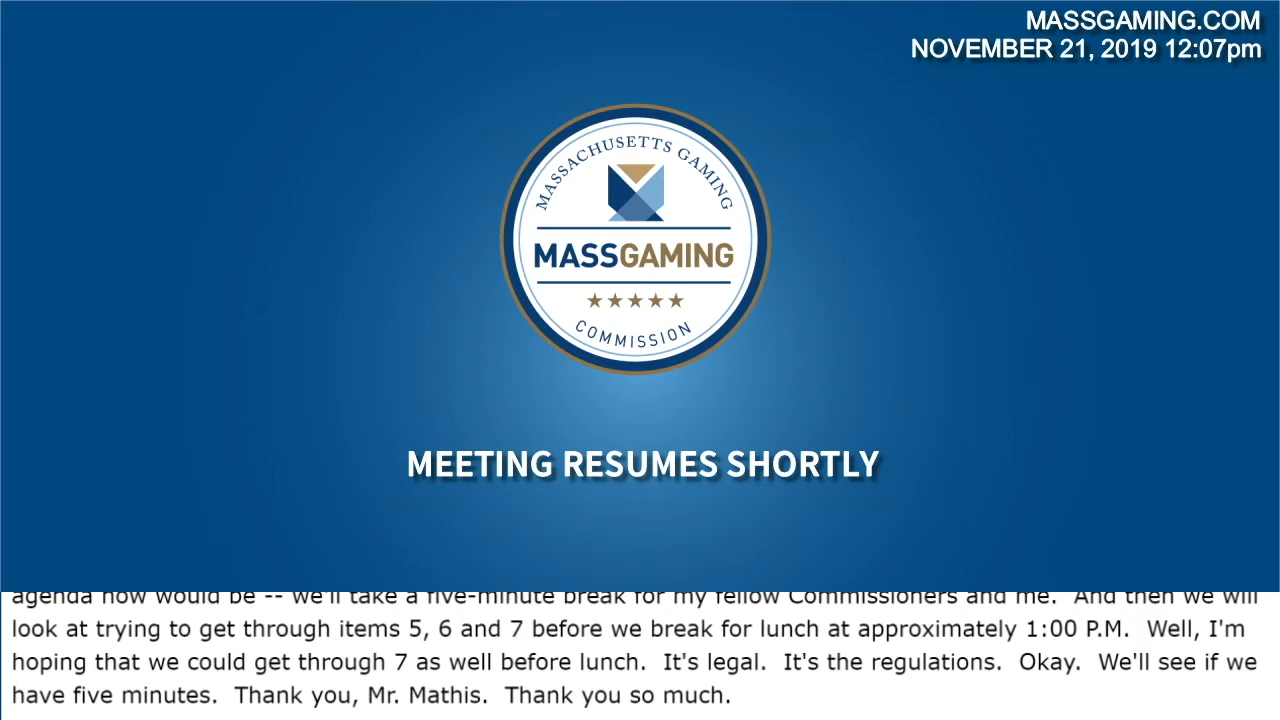 MASSGAMING.COM
NOVEMBER 21, 2019 12:07pm
MASSACHUSETTS GAMING
MASSGAMING
COMMISSION
MEETING RESUMES SHORTLY
agenda now would be -- we'll take a five-minute break for my fellow Commissioners and me.  And then we will
look at trying to get through items 5, 6 and 7 before we break for lunch at approximately 1:00 P.M.  Well, I'm
hoping that we could get through 7 as well before lunch.  It's legal.  It's the regulations.  Okay.  We'll see if we
have five minutes.  Thank you, Mr. Mathis.  Thank you so much.